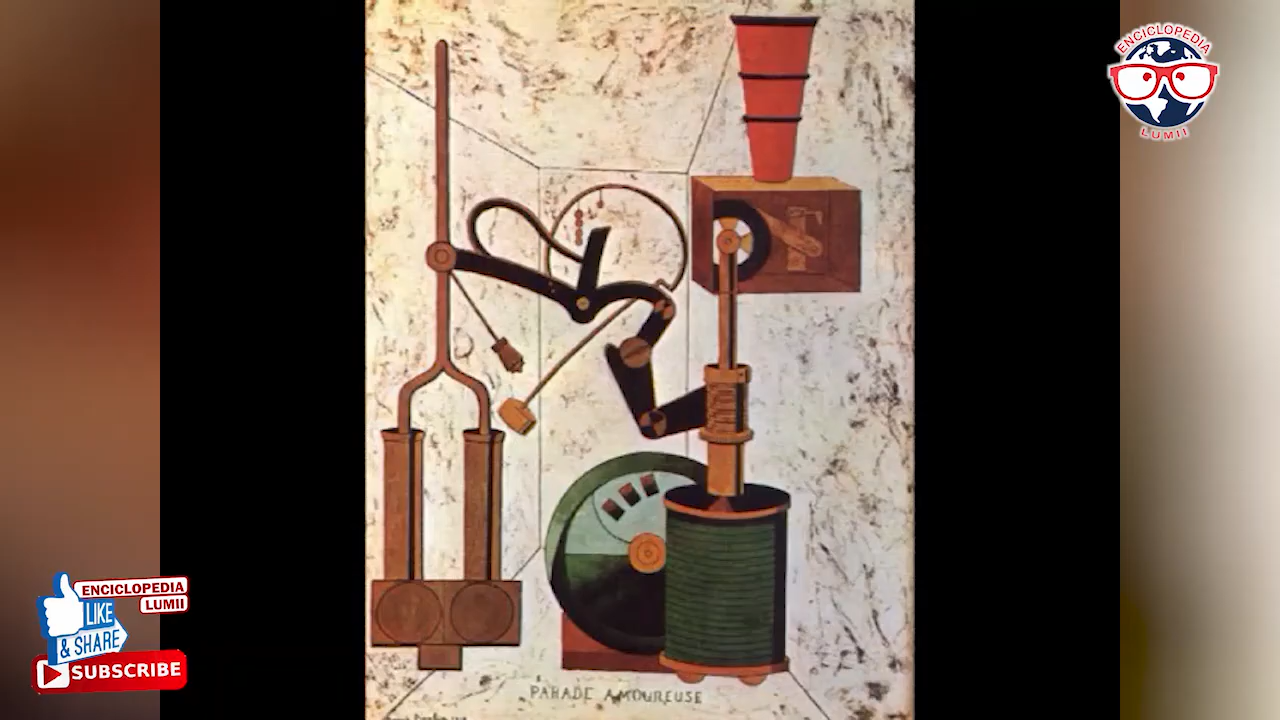 ENCICLOPEDIA
LUMII
ENCICLOPEDIA
LUMII
LIKE
& SHARE
SUBSCRIBE
PARADE AMOUREUSE